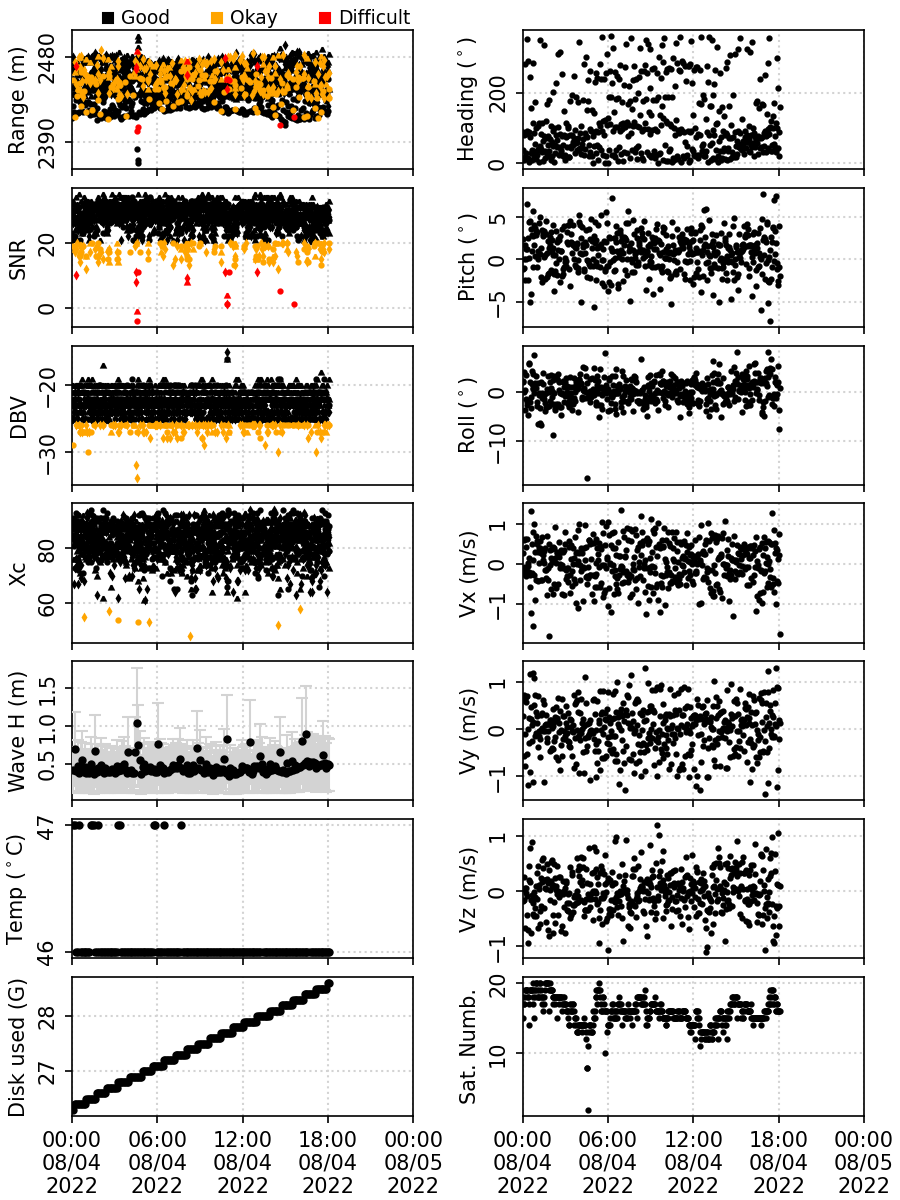 Good Okay Difficult
Range (m)
2480
2390
Heading (°)
200
0
SNR
20
0
Pitch (°)
5
0
−5
DBV
−20
−30
Roll (°)
0
−10
Xc
80
60
Vx (m/s)
1
0
−1
Wave H (m)
1.5
1.0
0.5
Vy (m/s)
1
0
−1
Temp (°C)
47
46
Vz (m/s)
1
0
−1
Disk used (G)
28
27
Sat. Numb.
20
10
00:00 06:00 12:00 18:00 00:00
08/04 08/04 08/04 08/04 08/05
2022 2022 2022 2022 2022
00:00 06:00 12:00 18:00 00:00
08/04 08/04 08/04 08/04 08/05
2022 2022 2022 2022 2022